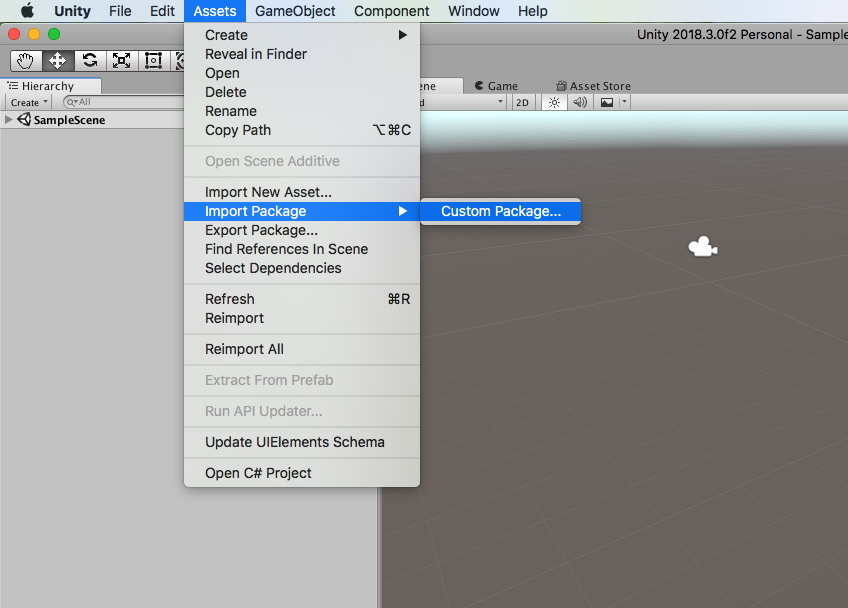 Unity File Edit Assets GameObject Component Window Help
Unity 2018.3.0f2 Personal - Sample
Hierarchy
Game
Asset Store
Create
All
2D
SampleScene
Create
Reveal in Finder
Open
Delete
Rename
Copy Path ⌥⌘C
Open Scene Additive
Import New Asset...
Import Package
Custom Package...
Export Package...
Find References In Scene
Select Dependencies
Refresh ⌘R
Reimport
Reimport All
Extract From Prefab
Run API Updater...
Update UIElements Schema
Open C# Project